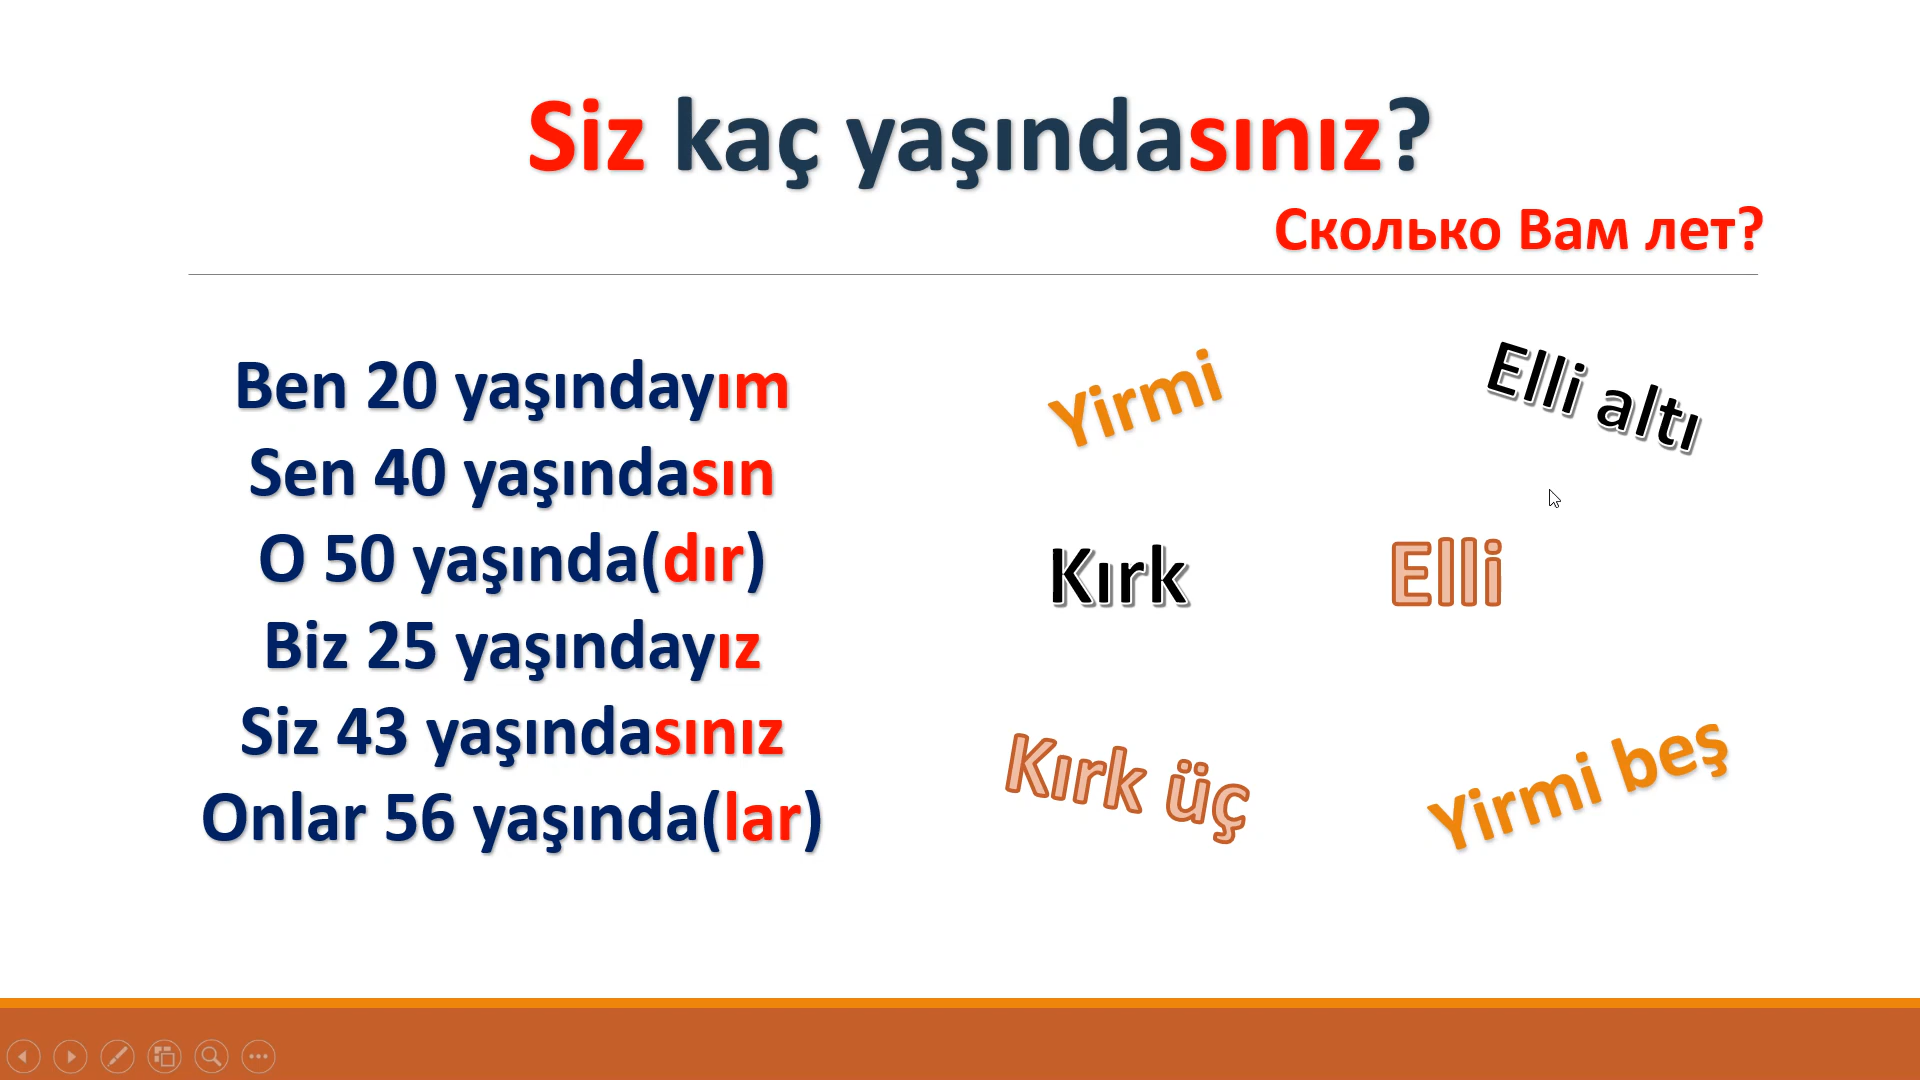 Siz kaç yaşındasınız?
Сколько Вам лет?
Ben 20 yaşındayım
Sen 40 yaşındasın
O 50 yaşında(dır)
Biz 25 yaşındayız
Siz 43 yaşındasınız
Onlar 56 yaşında(lar)
Yirmi
Elli altı
Kırk
Elli
Kırk üç
Yirmi beş